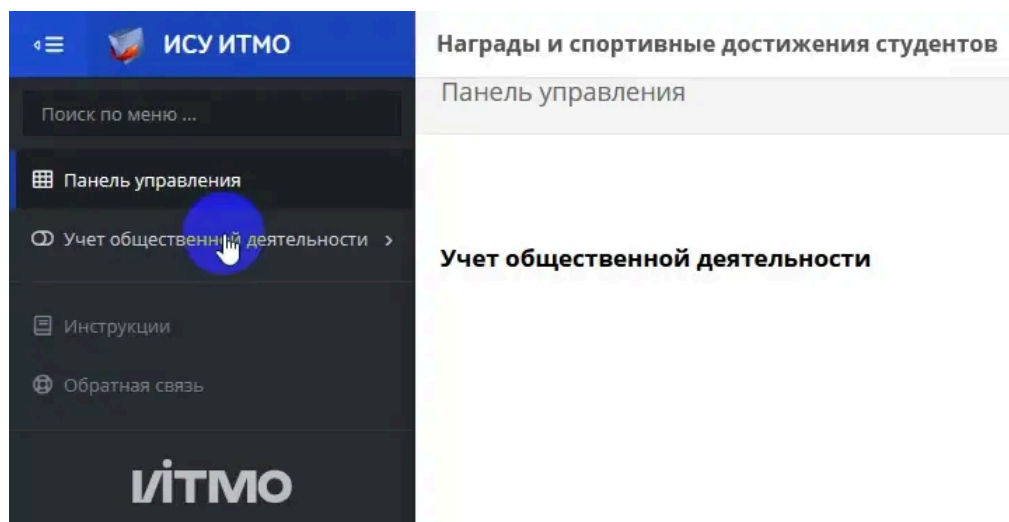 ИСУ ИТМО
Награды и спортивные достижения студентов
Поиск по меню ...
Панель управления
Панель управления
Учет общественной деятельности
Учет общественной деятельности
Инструкции
Обратная связь
ИТМО